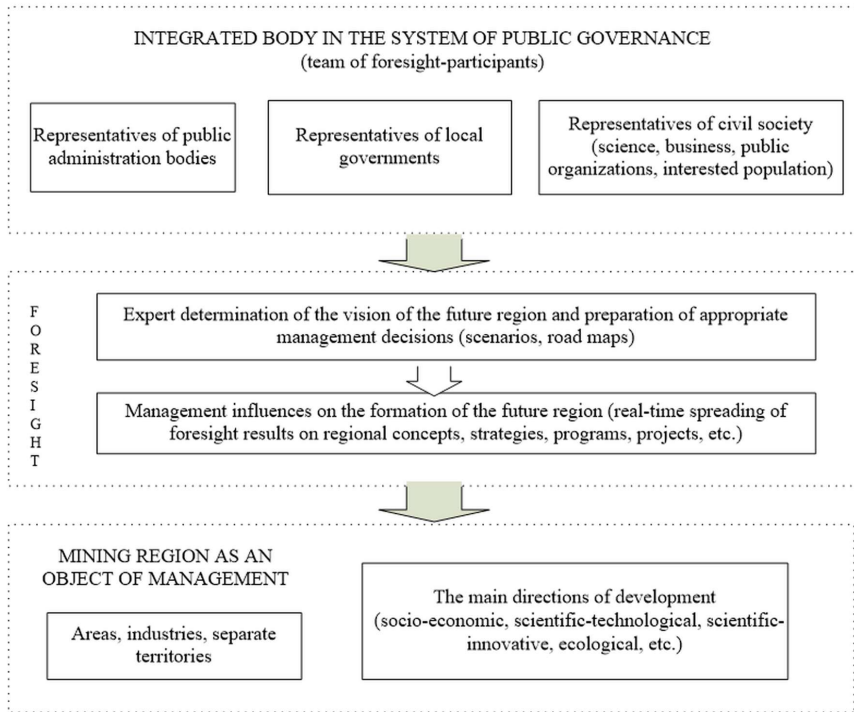 INTEGRATED BODY IN THE SYSTEM OF PUBLIC GOVERNANCE
(team of foresight-participants)
Representatives of public
administration bodies
Representatives of local
governments
Representatives of civil society
(science, business, public
organizations, interested population)
FORESIGHT
Expert determination of the vision of the future region and preparation of appropriate
management decisions (scenarios, road maps)
Management influences on the formation of the future region (real-time spreading of
foresight results on regional concepts, strategies, programs, projects, etc.)
MINING REGION AS AN
OBJECT OF MANAGEMENT
Areas, industries, separate
territories
The main directions of development
(socio-economic, scientific-technological, scientific-
innovative, ecological, etc.)